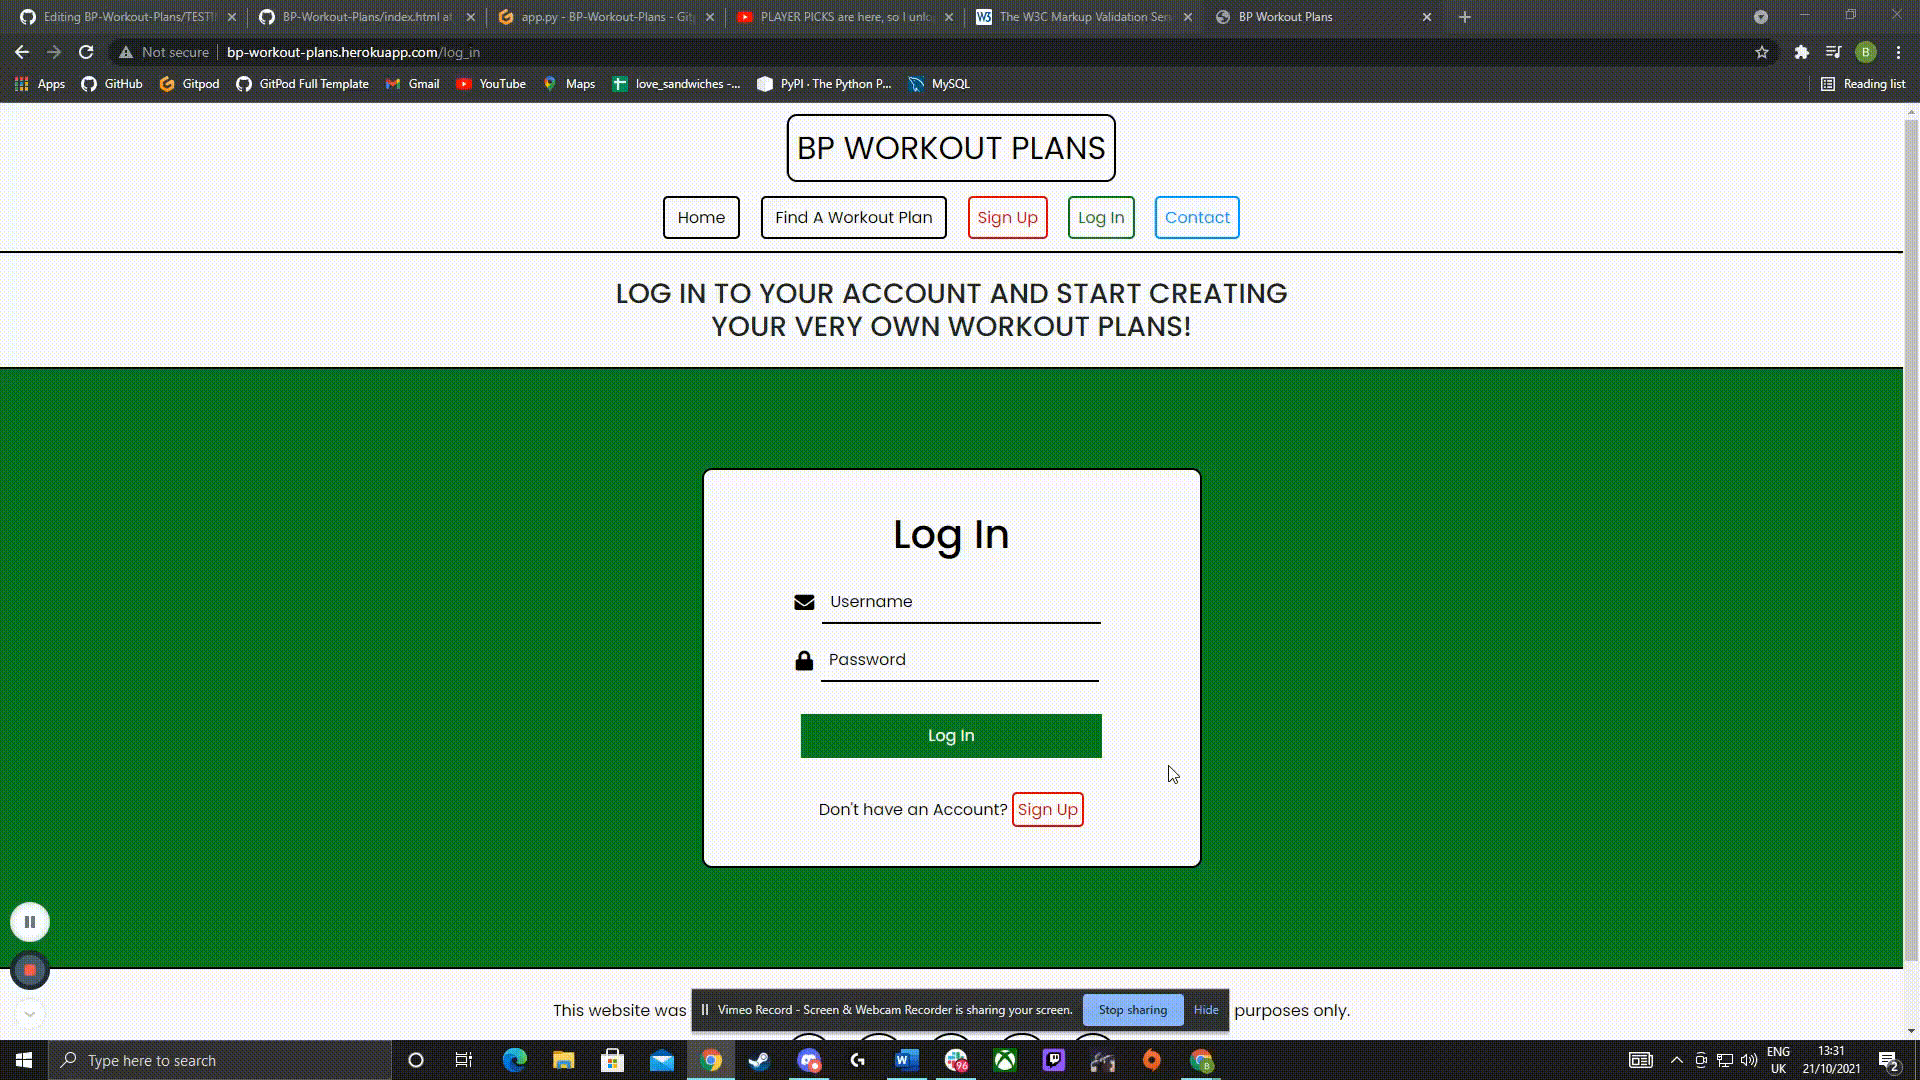 Editing BP-Workout-Plans/TESTI
BP-Workout-Plans/index.html at
app.py - BP-Workout-Plans - Git
PLAYER PICKS are here, so I unlo
The W3C Markup Validation Serv
BP Workout Plans
Not secure
bp-workout-plans.herokuapp.com/log_in
B
Apps
GitHub
Gitpod
GitPod Full Template
Gmail
YouTube
Maps
love_sandwiches -...
PyPI · The Python P...
MySQL
Reading list
BP WORKOUT PLANS
Home
Find A Workout Plan
Sign Up
Log In
Contact
LOG IN TO YOUR ACCOUNT AND START CREATING
YOUR VERY OWN WORKOUT PLANS!
Log In
Username
Password
Log In
Don't have an Account? Sign Up
This website was
purposes only.
Vimeo Record - Screen & Webcam Recorder is sharing your screen.
Stop sharing
Hide
Type here to search
96
ENG
UK
13:31
21/10/2021
2